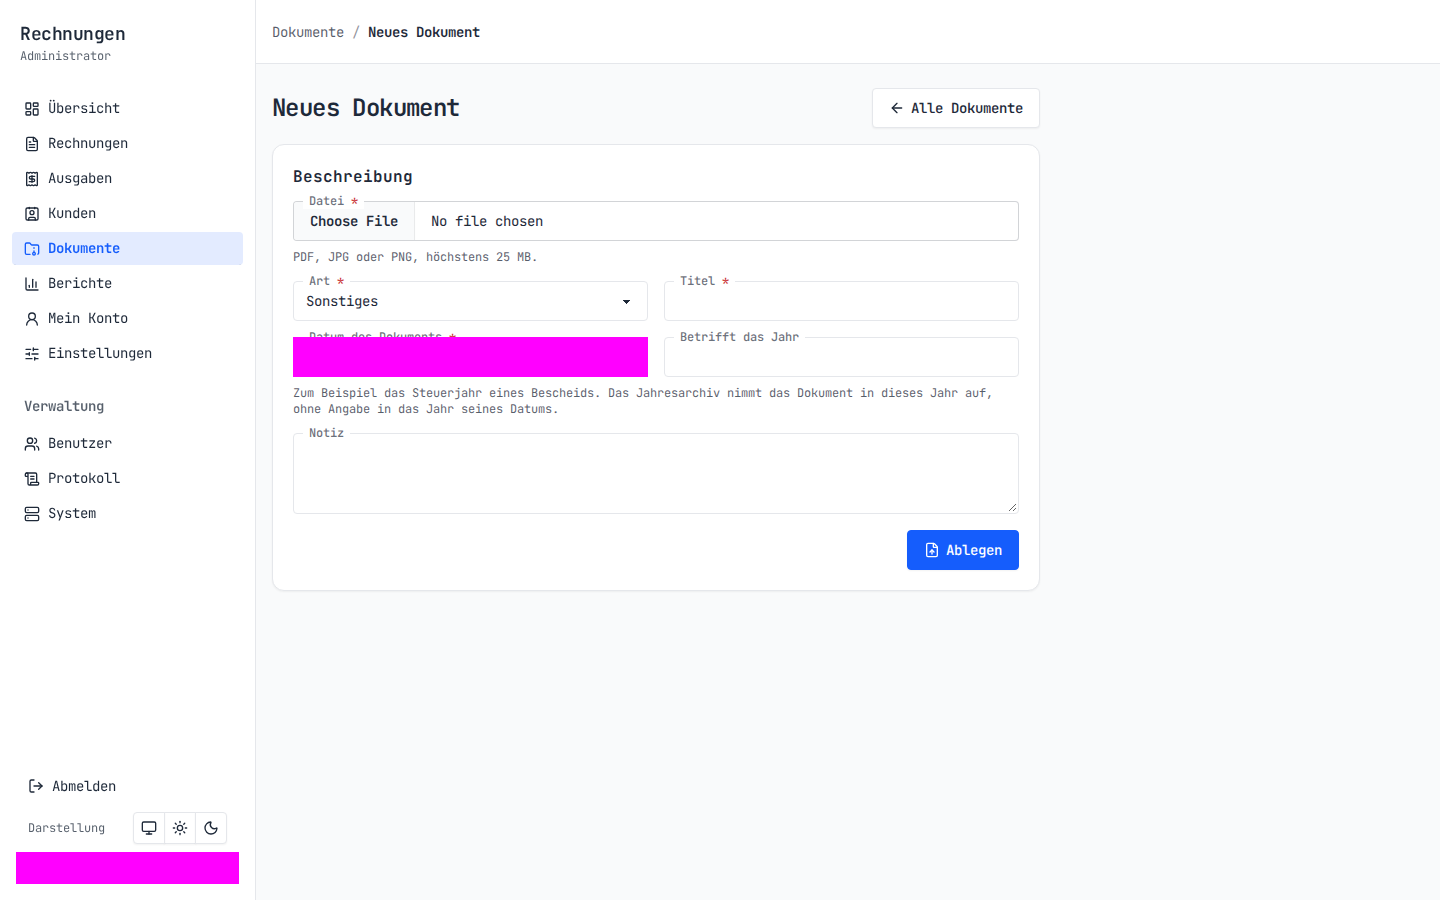 Rechnungen
Administrator
Übersicht
Rechnungen
Ausgaben
Kunden
Dokumente
Berichte
Mein Konto
Einstellungen
Verwaltung
Benutzer
Protokoll
System
Abmelden
Darstellung
Dokumente / Neues Dokument
Neues Dokument
Alle Dokumente
Beschreibung
Datei *
Choose File No file chosen
PDF, JPG oder PNG, höchstens 25 MB.
Art *
Sonstiges
Titel *
Datum des Dokuments *
Betrifft das Jahr
Zum Beispiel das Steuerjahr eines Bescheids. Das Jahresarchiv nimmt das Dokument in dieses Jahr auf,
ohne Angabe in das Jahr seines Datums.
Notiz
Ablegen